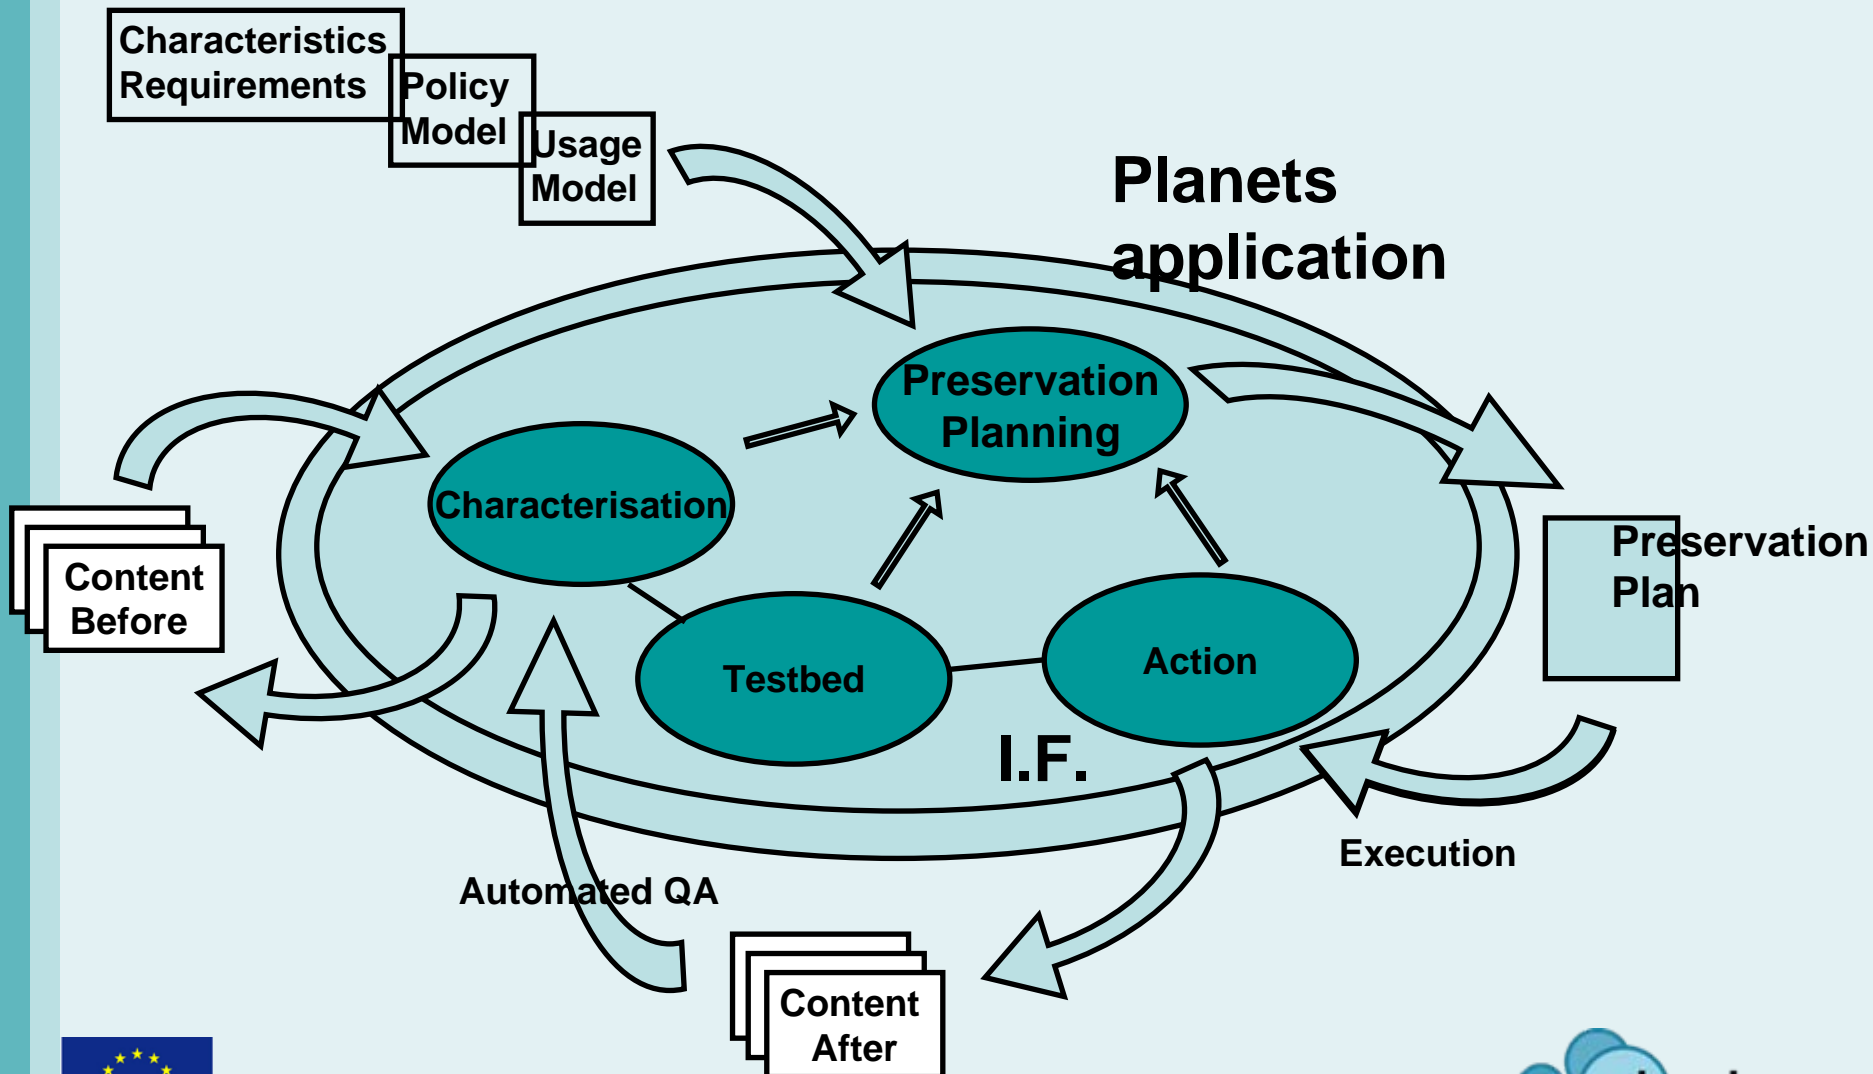 Characteristics
Requirements
Policy
Model
Usage
Model
Planets
application
Preservation
Planning
Characterisation
Content
Before
Preservation
Plan
Testbed
Action
I.F.
Execution
Automated QA
Content
After